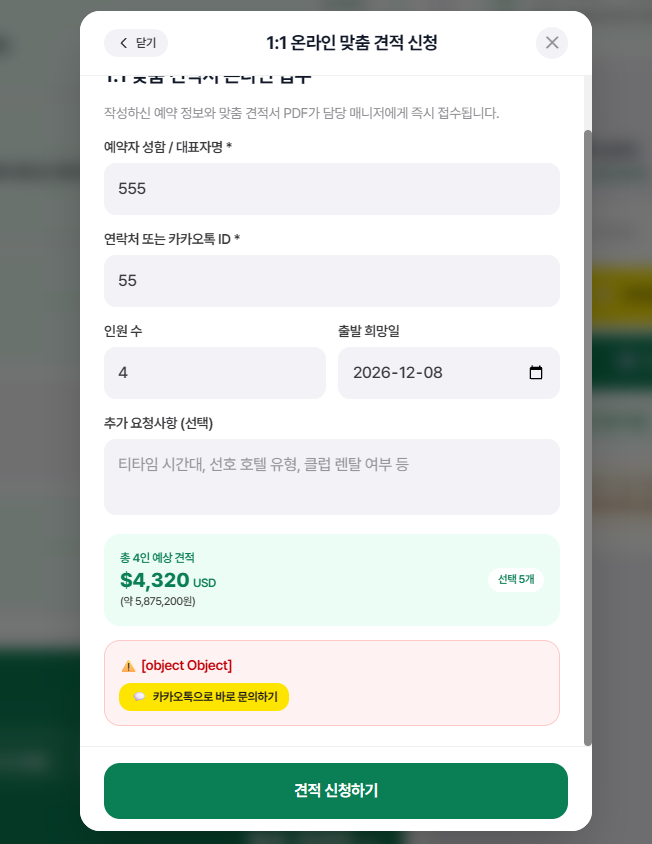 닫기
1:1 온라인 맞춤 견적 신청
작성하신 예약 정보와 맞춤 견적서 PDF가 담당 매니저에게 즉시 접수됩니다.
예약자 성함 / 대표자명 *
555
연락처 또는 카카오톡 ID *
55
인원 수
출발 희망일
4
2026-12-08
추가 요청사항 (선택)
티타임 시간대, 선호 호텔 유형, 클럽 렌탈 여부 등
총 4인 예상 견적
$4,320 USD
(약 5,875,200원)
선택 5개
[object Object]
카카오톡으로 바로 문의하기
견적 신청하기